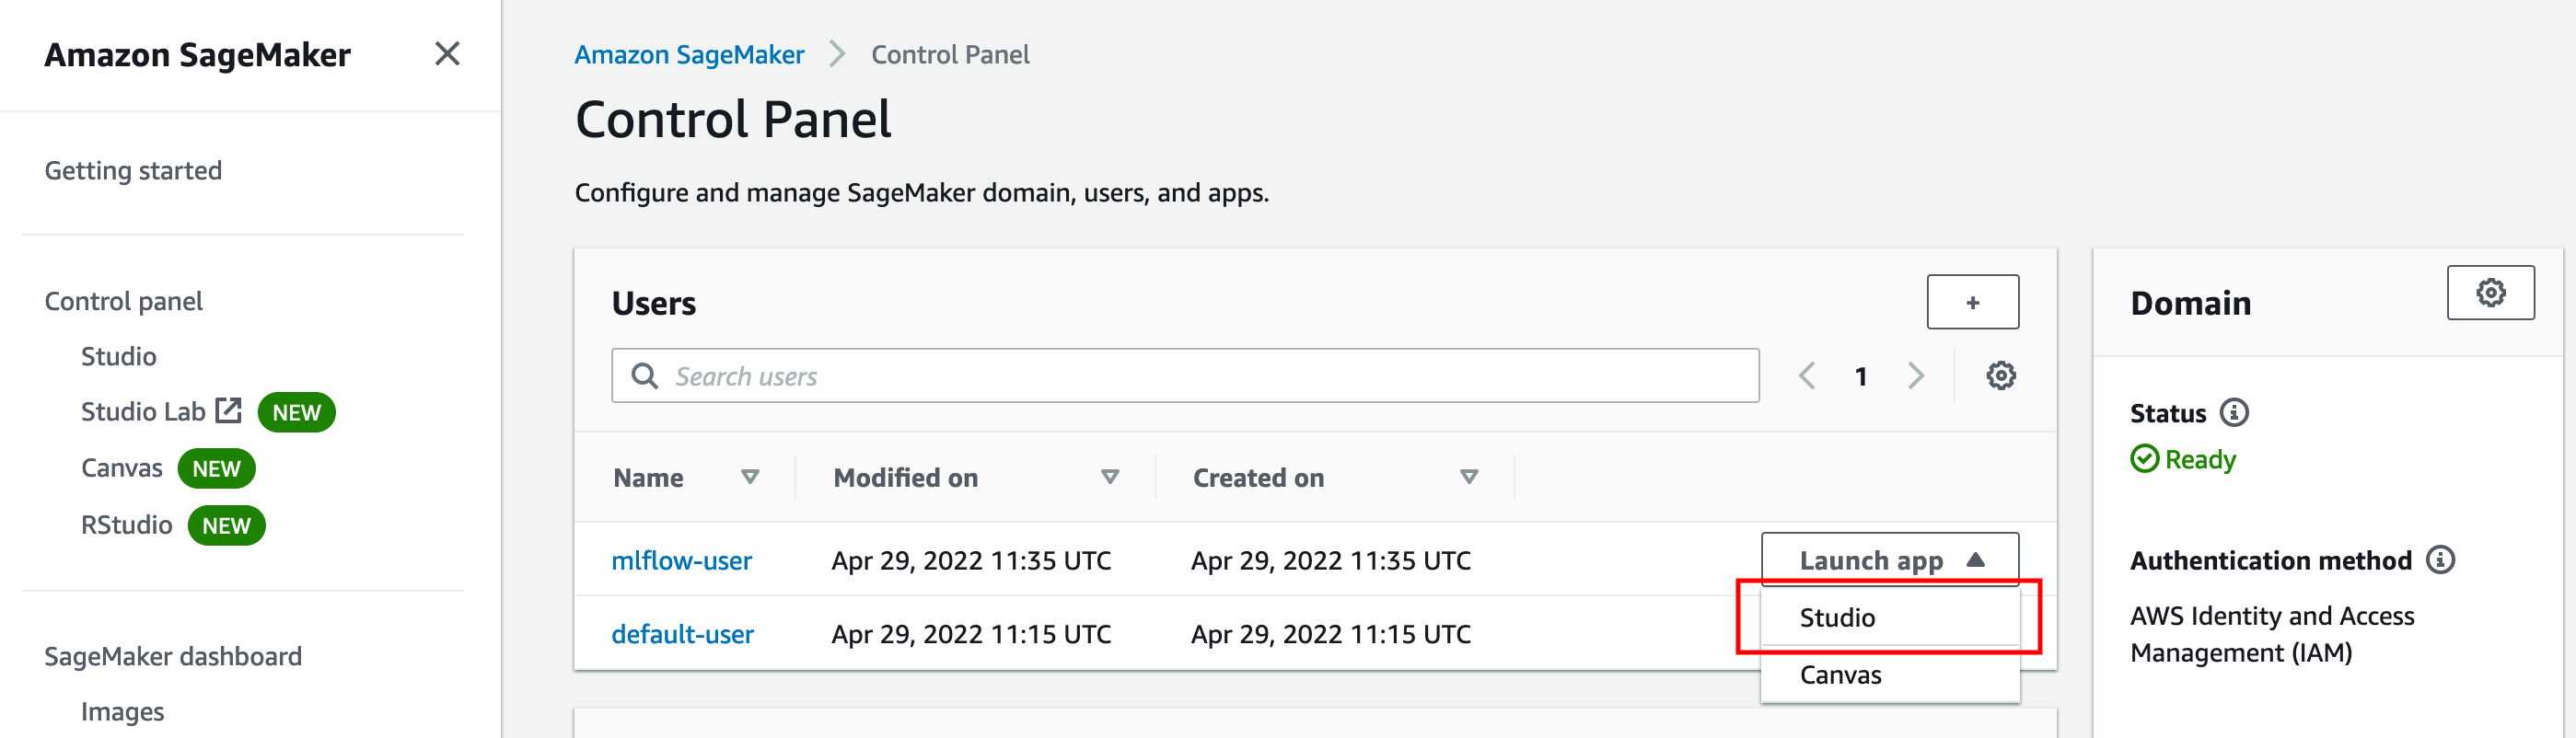 Amazon SageMaker
Getting started
Control panel
Studio
Studio Lab NEW
Canvas NEW
RStudio NEW
SageMaker dashboard
Images
Amazon SageMaker > Control Panel
Control Panel
Configure and manage SageMaker domain, users, and apps.
Users
+
Search users
1
Name Modified on Created on
mlflow-user Apr 29, 2022 11:35 UTC Apr 29, 2022 11:35 UTC Launch app
default-user Apr 29, 2022 11:15 UTC Apr 29, 2022 11:15 UTC
Studio
Canvas
Domain
Status
Ready
Authentication method
AWS Identity and Access
Management (IAM)